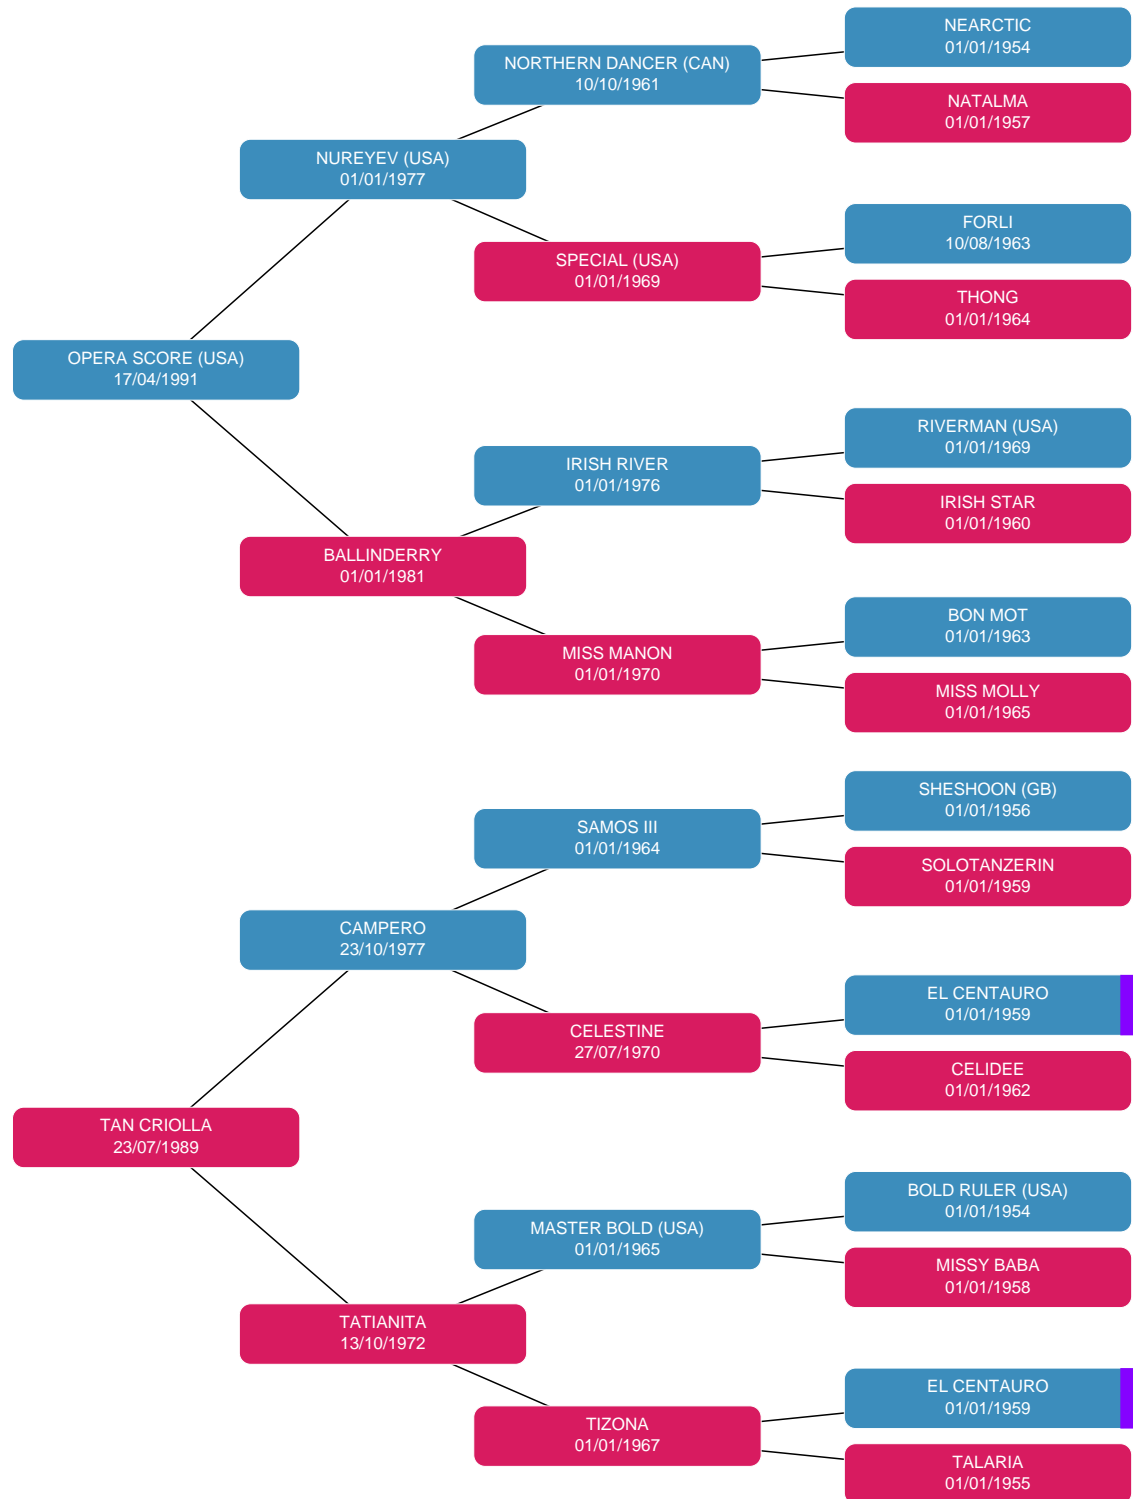 NEARCTIC
01/01/1954
NORTHERN DANCER (CAN)
10/10/1961
NATALMA
01/01/1957
NUREYEV (USA)
01/01/1977
FORLI
10/08/1963
SPECIAL (USA)
01/01/1969
THONG
01/01/1964
OPERA SCORE (USA)
17/04/1991
RIVERMAN (USA)
01/01/1969
IRISH RIVER
01/01/1976
IRISH STAR
01/01/1960
BALLINDERRY
01/01/1981
BON MOT
01/01/1963
MISS MANON
01/01/1970
MISS MOLLY
01/01/1965
SHESHOON (GB)
01/01/1956
SAMOS III
01/01/1964
SOLOTANZERIN
01/01/1959
CAMPERO
23/10/1977
EL CENTAURO
01/01/1959
CELESTINE
27/07/1970
CELIDEE
01/01/1962
TAN CRIOLLA
23/07/1989
BOLD RULER (USA)
01/01/1954
MASTER BOLD (USA)
01/01/1965
MISSY BABA
01/01/1958
TATIANITA
13/10/1972
EL CENTAURO
01/01/1959
TIZONA
01/01/1967
TALARIA
01/01/1955